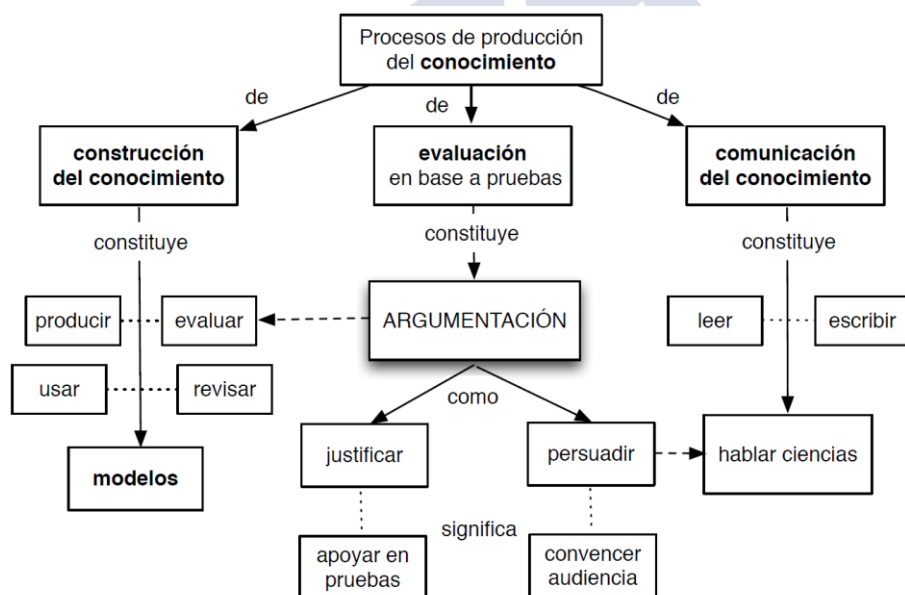 Procesos de producción
del conocimiento
de
de
de
construcción
del conocimiento
evaluación
en base a pruebas
comunicación
del conocimiento
constituye
constituye
constituye
producir
evaluar
ARGUMENTACIÓN
leer
escribir
usar
revisar
como
justificar
persuadir
hablar ciencias
modelos
significa
apoyar en
pruebas
convencer
audiencia